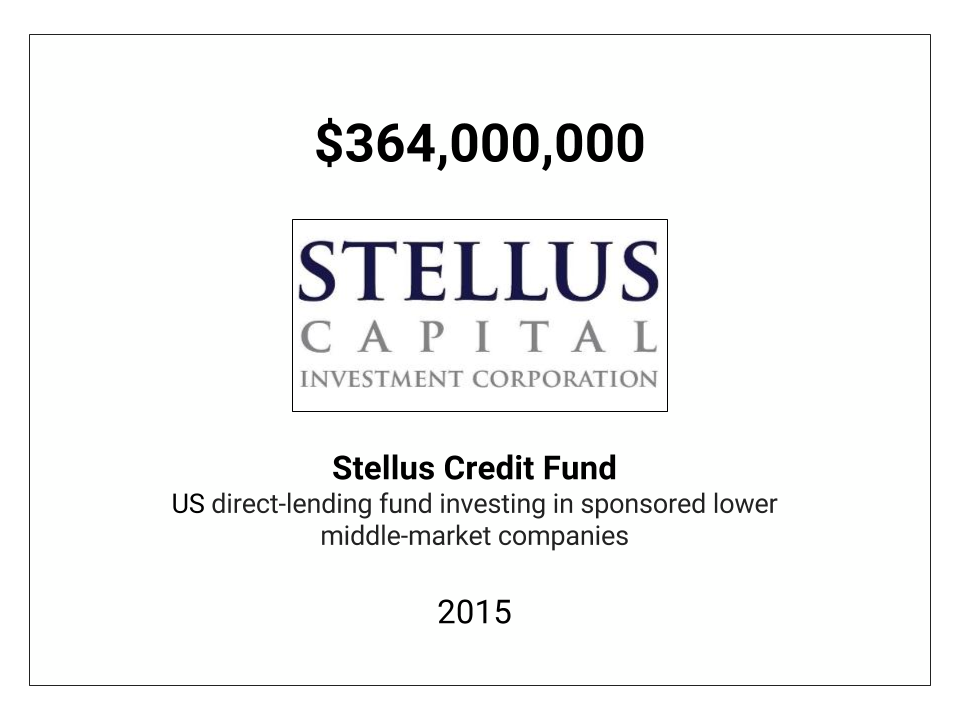 $364,000,000
STELLUS
CAPITAL
INVESTMENT CORPORATION
Stellus Credit Fund
US direct-lending fund investing in sponsored lower
middle-market companies
2015